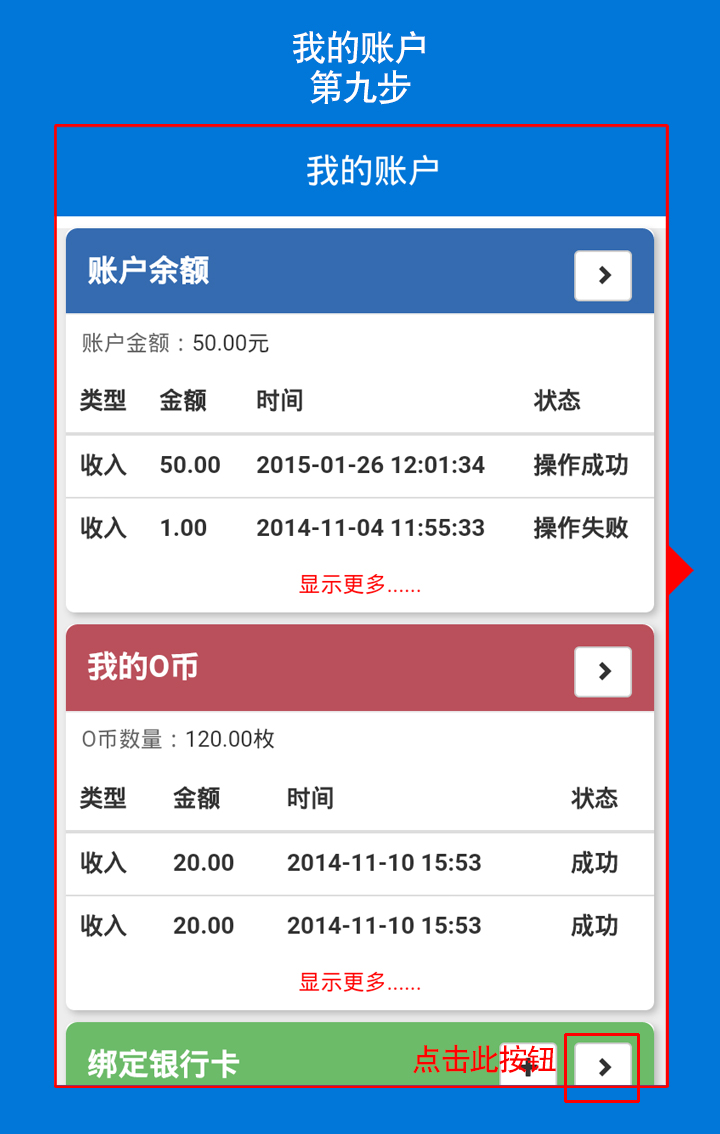 我的账户
第九步
我的账户
账户余额
账户金额：50.00元
类型 金额 时间 状态
收入 50.00 2015-01-26 12:01:34 操作成功
收入 1.00 2014-11-04 11:55:33 操作失败
显示更多......
我的O币
O币数量：120.00枚
类型 金额 时间 状态
收入 20.00 2014-11-10 15:53 成功
收入 20.00 2014-11-10 15:53 成功
显示更多......
绑定银行卡 点击此按钮